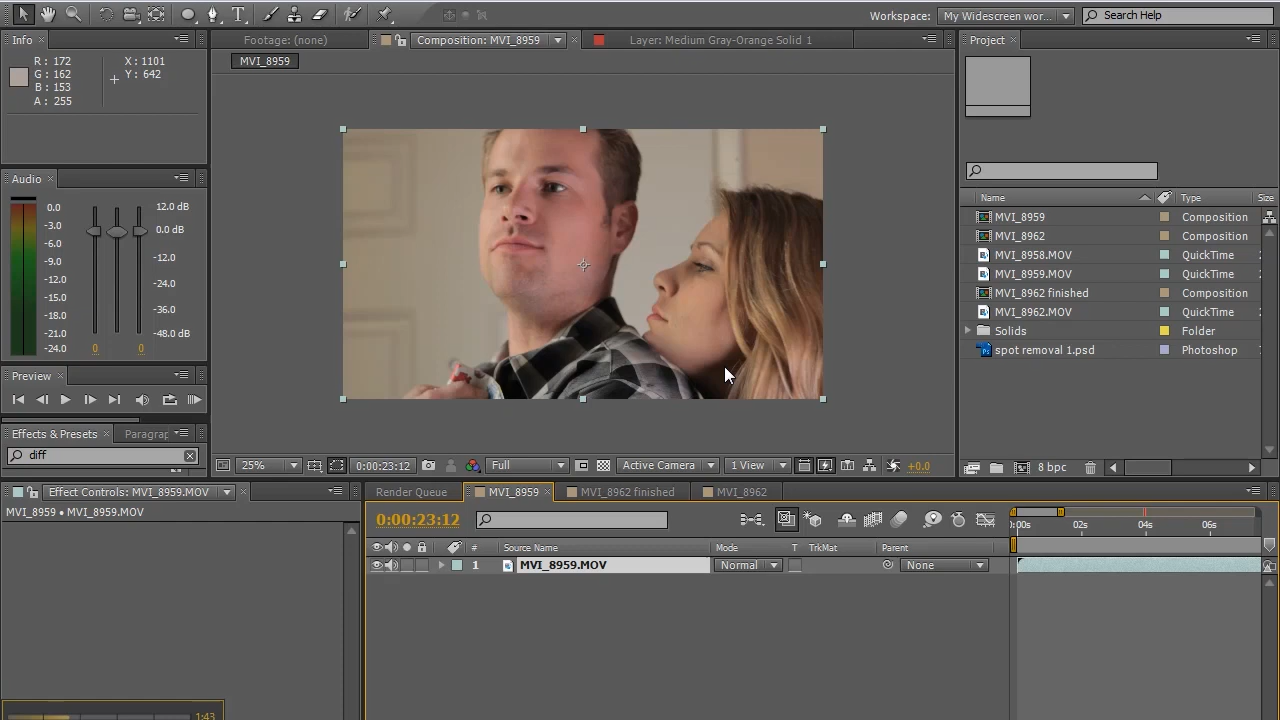 Workspace: My Widescreen wor... Search Help
Info
R: 172
G: 162
B: 153
A: 255
X: 1101
Y: 642
Footage: (none)
Composition: MVI_8959
Layer: Medium Gray-Orange Solid 1
MVI_8959
Project
Name Type Size
MVI_8959 Composition
MVI_8962 Composition
MVI_8958.MOV QuickTime
MVI_8959.MOV QuickTime
MVI_8962 finished Composition
MVI_8962.MOV QuickTime
Solids Folder
spot removal 1.psd Photoshop
8 bpc
Audio
0.0
-3.0
-6.0
-9.0
-12.0
-15.0
-18.0
-21.0
-24.0
12.0 dB
0.0 dB
-12.0
-24.0
-36.0
-48.0 dB
0 0
Preview
Effects & Presets Paragrap
diff
25% 0:00:23:12 Full Active Camera 1 View +0.0
Effect Controls: MVI_8959.MOV
MVI_8959 • MVI_8959.MOV
Render Queue MVI_8959 MVI_8962 finished MVI_8962
0:00:23:12
02s 04s 06s
# Source Name Mode T TrkMat Parent
1 MVI_8959.MOV Normal None
1:43